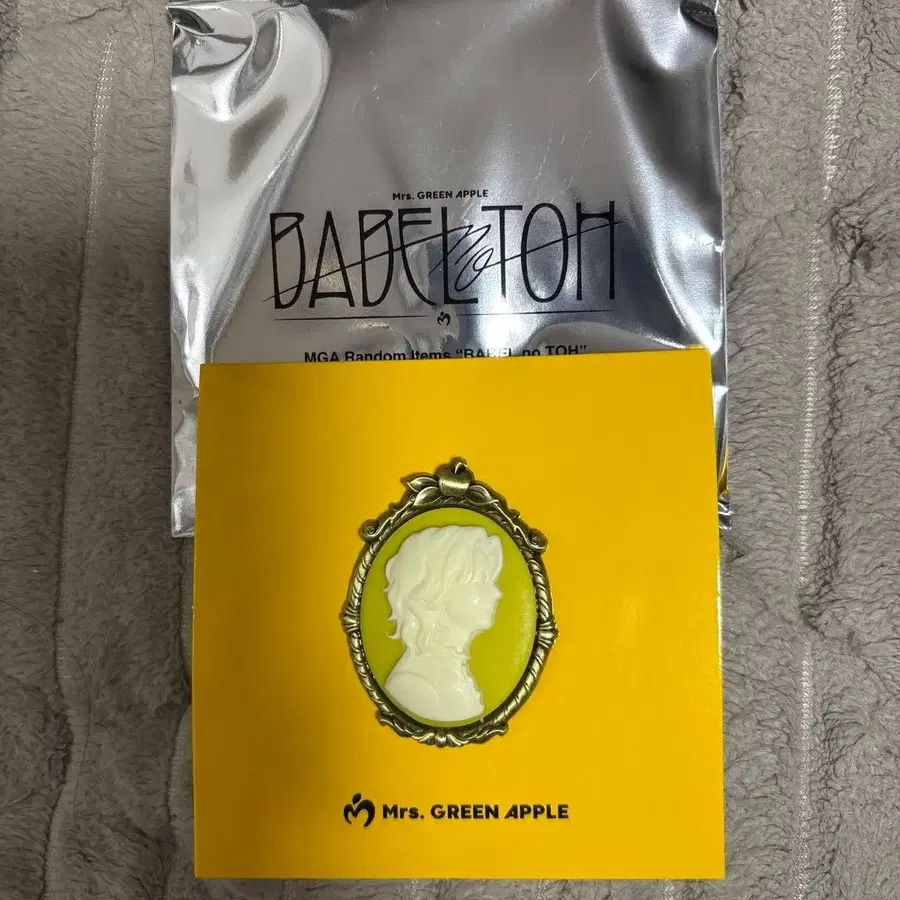 Mrs. GREEN APPLE
BABEL no TOH
MGA Random Items "BABEL no TOH"
Mrs. GREEN APPLE